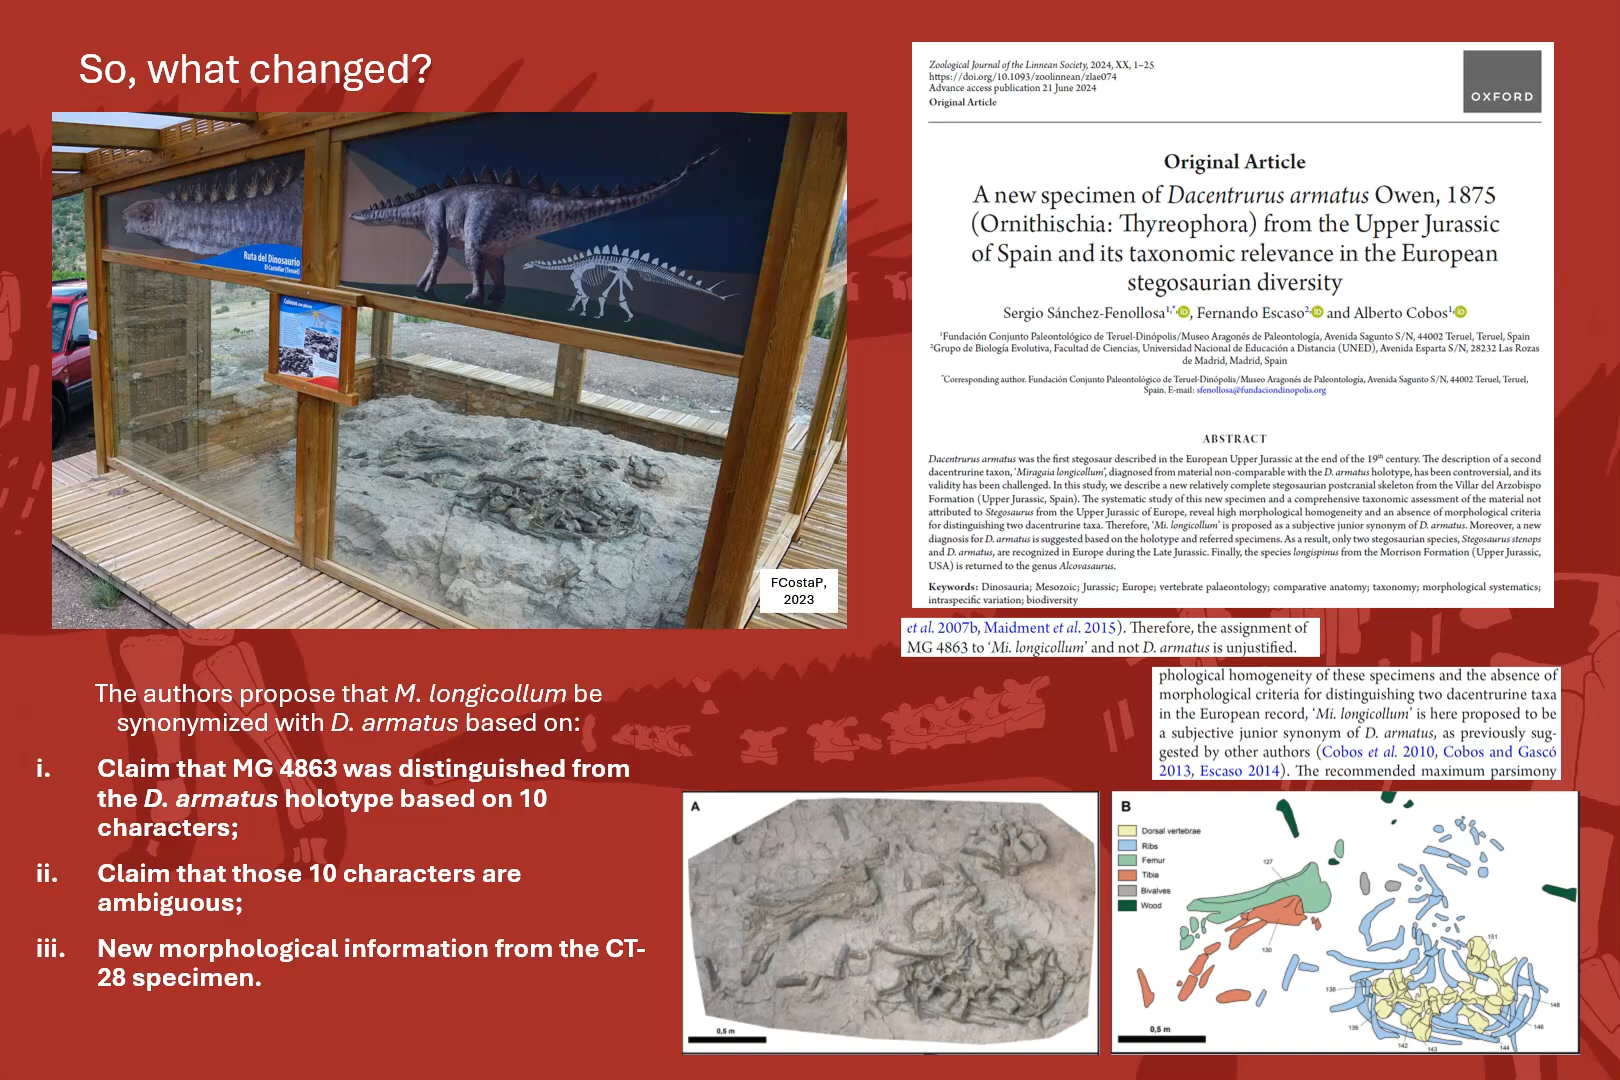 So, what changed?
Ruta del Dinosaurio
El Castellar (Teruel)
FCostaP,
2023
The authors propose that M. longicollum be
synonymized with D. armatus based on:
i. Claim that MG 4863 was distinguished from
the D. armatus holotype based on 10
characters;
ii. Claim that those 10 characters are
ambiguous;
iii. New morphological information from the CT-
28 specimen.
Zoological Journal of the Linnean Society, 2024, XX, 1–25
https://doi.org/10.1093/zoolinnean/zlae074
Advance access publication 21 June 2024
Original Article
OXFORD
Original Article
A new specimen of Dacentrurus armatus Owen, 1875
(Ornithischia: Thyreophora) from the Upper Jurassic
of Spain and its taxonomic relevance in the European
stegosaurian diversity
Sergio Sánchez-Fenollosa1,*, Fernando Escaso2, and Alberto Cobos1,
1Fundación Conjunto Paleontológico de Teruel-Dinópolis/Museo Aragonés de Paleontología, Avenida Sagunto S/N, 44002 Teruel, Teruel, Spain
2Grupo de Biología Evolutiva, Facultad de Ciencias, Universidad Nacional de Educación a Distancia (UNED), Avenida Esparta S/N, 28232 Las Rozas
de Madrid, Madrid, Spain
*Corresponding author. Fundación Conjunto Paleontológico de Teruel-Dinópolis/Museo Aragonés de Paleontología, Avenida Sagunto S/N, 44002 Teruel, Teruel,
Spain. E-mail: sfenollosa@fundaciondinopolis.org
ABSTRACT
Dacentrurus armatus was the first stegosaur described in the European Upper Jurassic at the end of the 19th century. The description of a second
dacentrurine taxon, ‘Miragaia longicollum’, diagnosed from material non-comparable with the D. armatus holotype, has been controversial, and its
validity has been challenged. In this study, we describe a new relatively complete stegosaurian postcranial skeleton from the Villar del Arzobispo
Formation (Upper Jurassic, Spain). The systematic study of this new specimen and a comprehensive taxonomic assessment of the material not
attributed to Stegosaurus from the Upper Jurassic of Europe, reveal high morphological homogeneity and an absence of morphological criteria
for distinguishing two dacentrurine taxa. Therefore, ‘Mi. longicollum’ is proposed as a subjective junior synonym of D. armatus. Moreover, a new
diagnosis for D. armatus is suggested based on the holotype and referred specimens. As a result, only two stegosaurian species, Stegosaurus stenops
and D. armatus, are recognized in Europe during the Late Jurassic. Finally, the species longispinus from the Morrison Formation (Upper Jurassic,
USA) is returned to the genus Alcovasaurus.
Keywords: Dinosauria; Mesozoic; Jurassic; Europe; vertebrate palaeontology; comparative anatomy; taxonomy; morphological systematics;
intraspecific variation; biodiversity
et al. 2007b, Maidment et al. 2015). Therefore, the assignment of
MG 4863 to ‘Mi. longicollum’ and not D. armatus is unjustified.
phological homogeneity of these specimens and the absence of
morphological criteria for distinguishing two dacentrurine taxa
in the European record, ‘Mi. longicollum’ is here proposed to be
a subjective junior synonym of D. armatus, as previously sug-
gested by other authors (Cobos et al. 2010, Cobos and Gascó
2013, Escaso 2014). The recommended maximum parsimony
A
0,5 m
B
Dorsal vertebrae
Ribs
Femur
Tibia
Bivalves
Wood
127
130
151
138
139
142
143
144
146
148
0,5 m